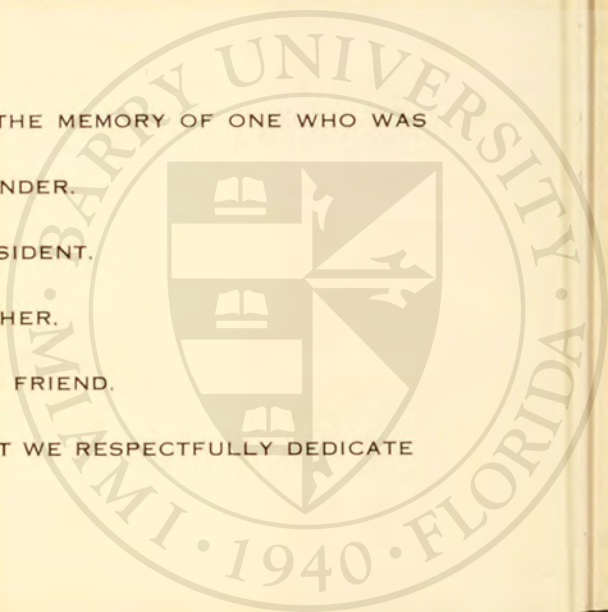 THE MEMORY OF ONE WHO WAS
NDER.
SIDENT.
HER.
FRIEND.
T WE RESPECTFULLY DEDICATE
BARRY UNIVERSITY
MIAMI · 1940 · FLORIDA